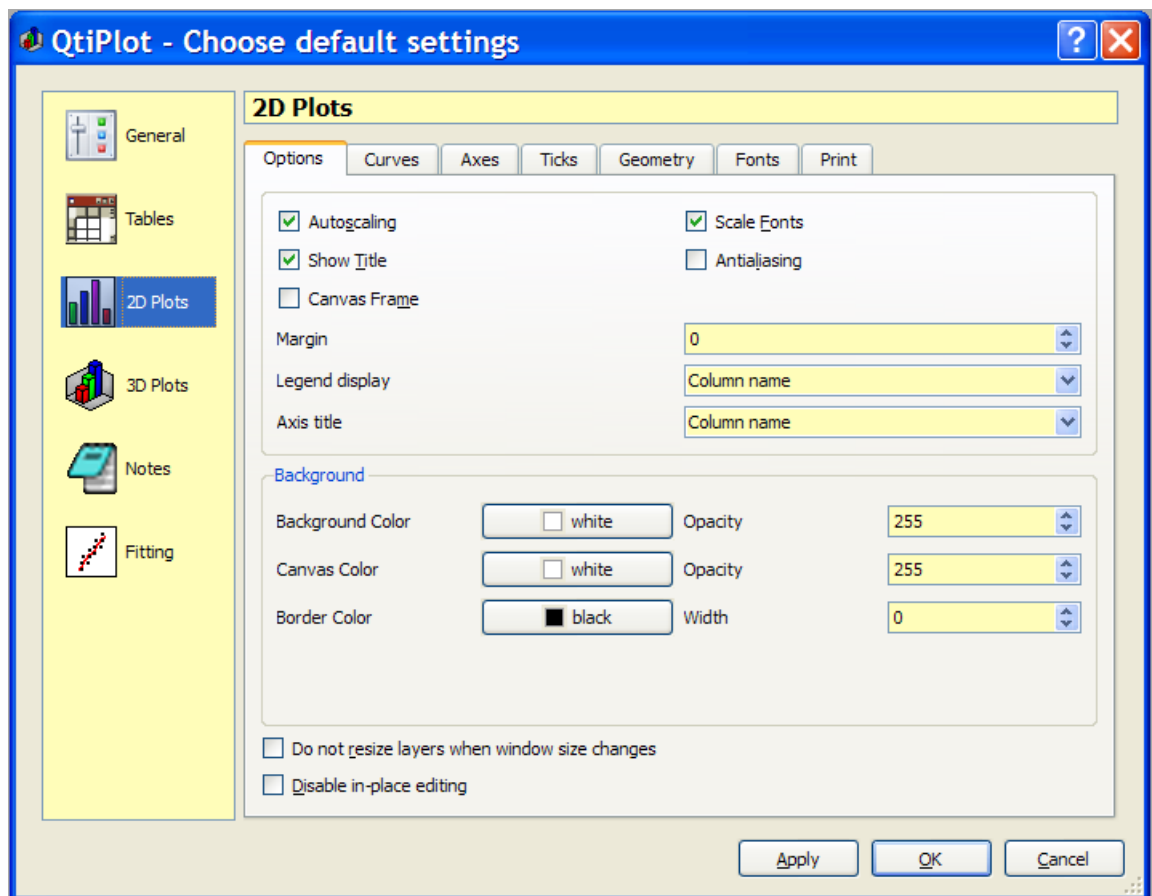 QtiPlot - Choose default settings
General
Tables
2D Plots
3D Plots
Notes
Fitting
2D Plots
Options Curves Axes Ticks Geometry Fonts Print
Autoscaling Scale Fonts
Show Title Antialiasing
Canvas Frame
Margin 0
Legend display Column name
Axis title Column name
Background
Background Color white Opacity 255
Canvas Color white Opacity 255
Border Color black Width 0
Do not resize layers when window size changes
Disable in-place editing
Apply OK Cancel